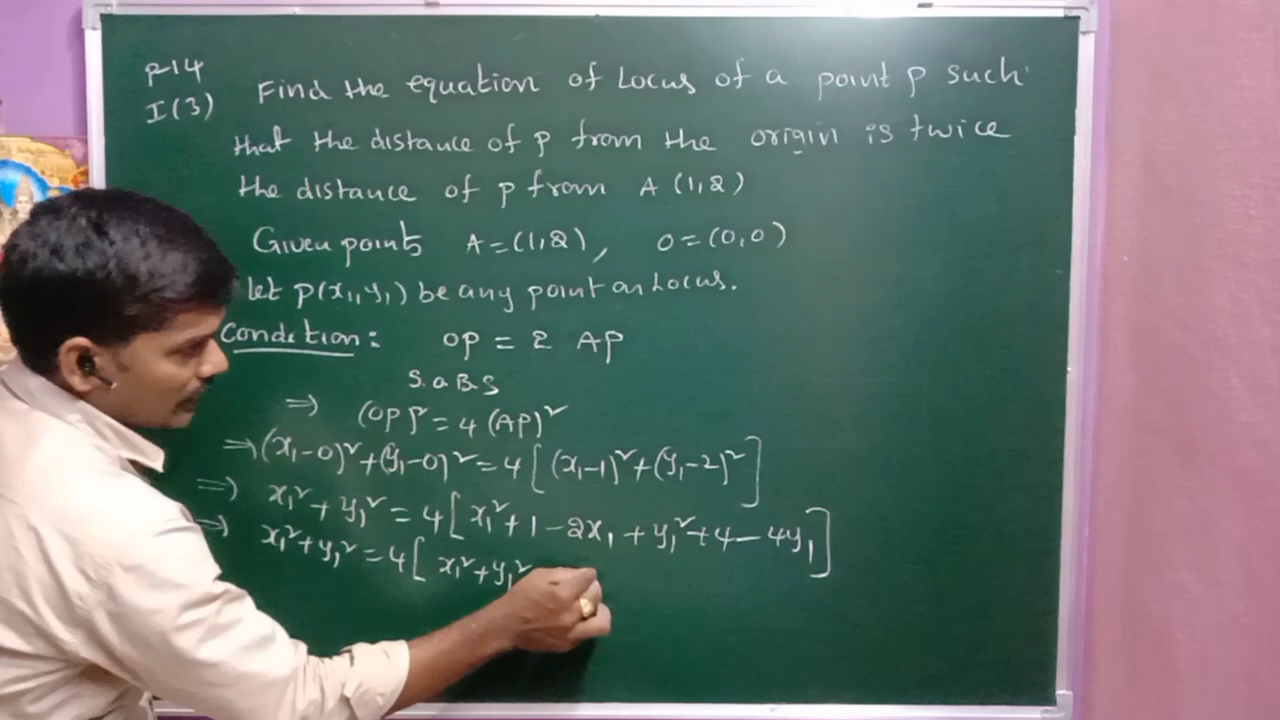 P-14
I(3)
Find the equation of Locus of a point P such
that the distance of P from the origin is twice
the distance of P from A (1,2)
Given points A=(1,2), O=(0,0)
Let P(x₁,y₁) be any point on Locus.
Condition: OP = 2 AP
S.O.B.S
⇒ (OP)² = 4 (AP)²
⇒ (x₁-0)²+(y₁-0)² = 4[(x₁-1)²+(y₁-2)²]
⇒ x₁²+y₁² = 4[x₁²+1-2x₁+y₁²+4-4y₁]
⇒ x₁²+y₁² = 4[x₁²+y₁²